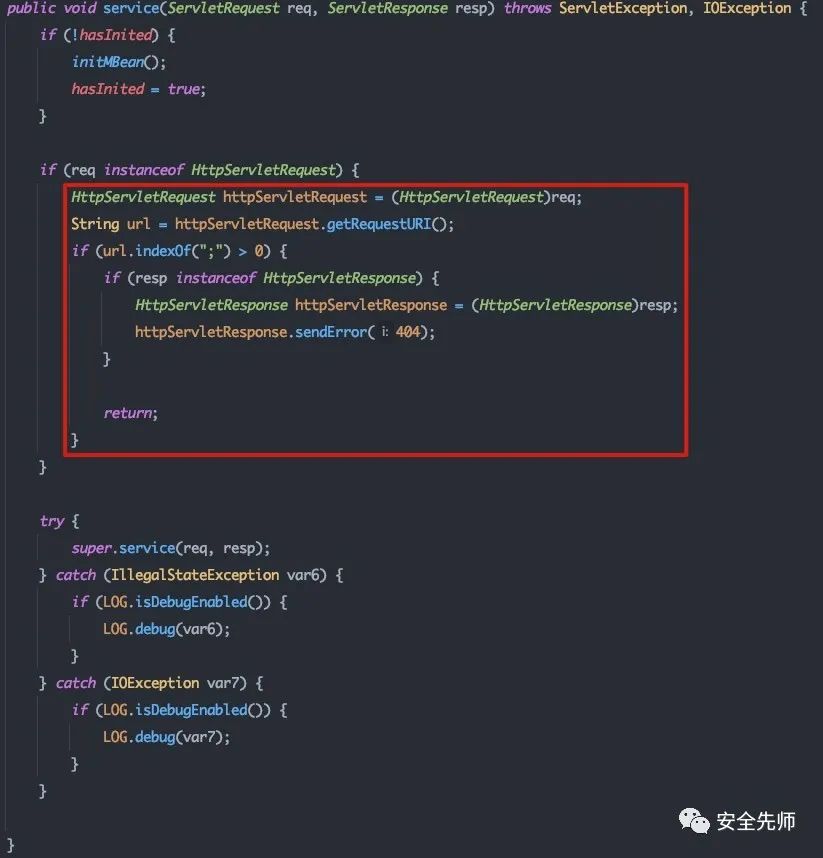 public void service(ServletRequest req, ServletResponse resp) throws ServletException, IOException {
    if (!hasInited) {
        initMBean();
        hasInited = true;
    }

    if (req instanceof HttpServletRequest) {
        HttpServletRequest httpServletRequest = (HttpServletRequest)req;
        String url = httpServletRequest.getRequestURI();
        if (url.indexOf(";") > 0) {
            if (resp instanceof HttpServletResponse) {
                HttpServletResponse httpServletResponse = (HttpServletResponse)resp;
                httpServletResponse.sendError( i: 404);
            }

            return;
        }
    }

    try {
        super.service(req, resp);
    } catch (IllegalStateException var6) {
        if (LOG.isDebugEnabled()) {
            LOG.debug(var6);
        }
    } catch (IOException var7) {
        if (LOG.isDebugEnabled()) {
            LOG.debug(var7);
        }
    }

}
安全先师